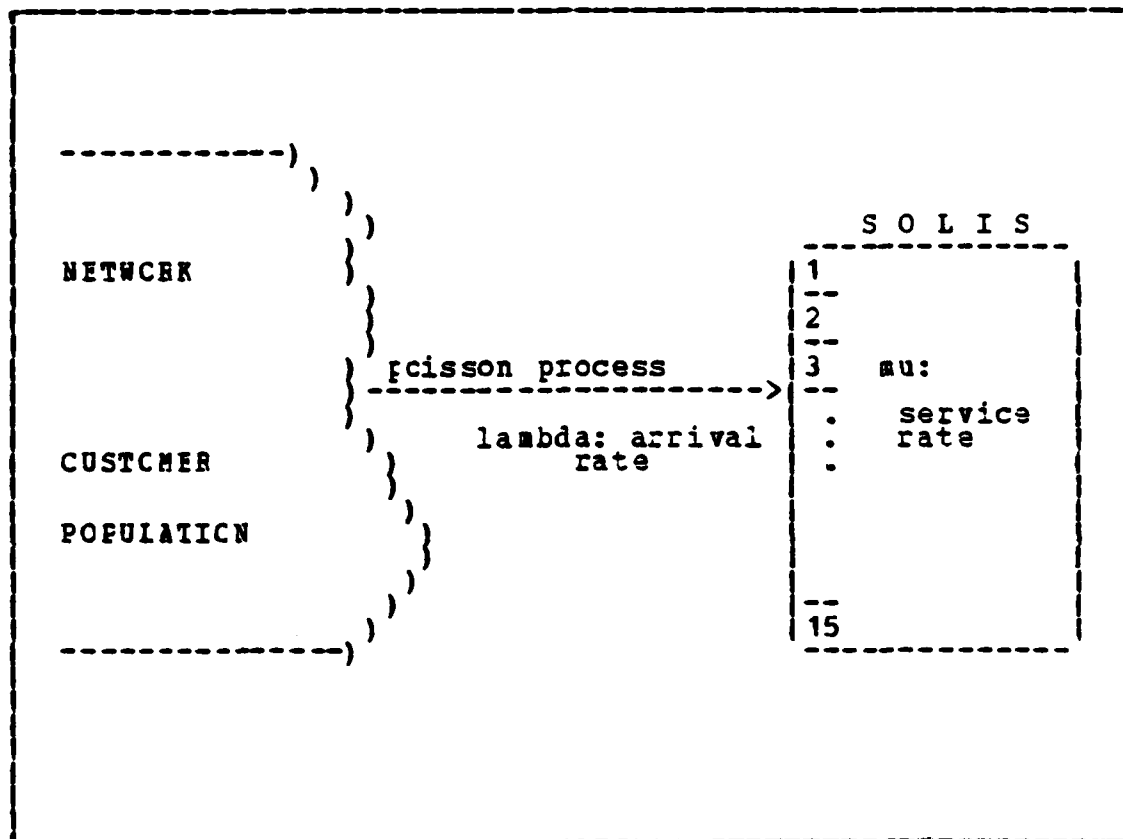 S O L I S
NETWCRK
1
2
pcisson process
3 mu:
service
lambda: arrival
rate
rate
CUSTCMER
POPULATICN
15